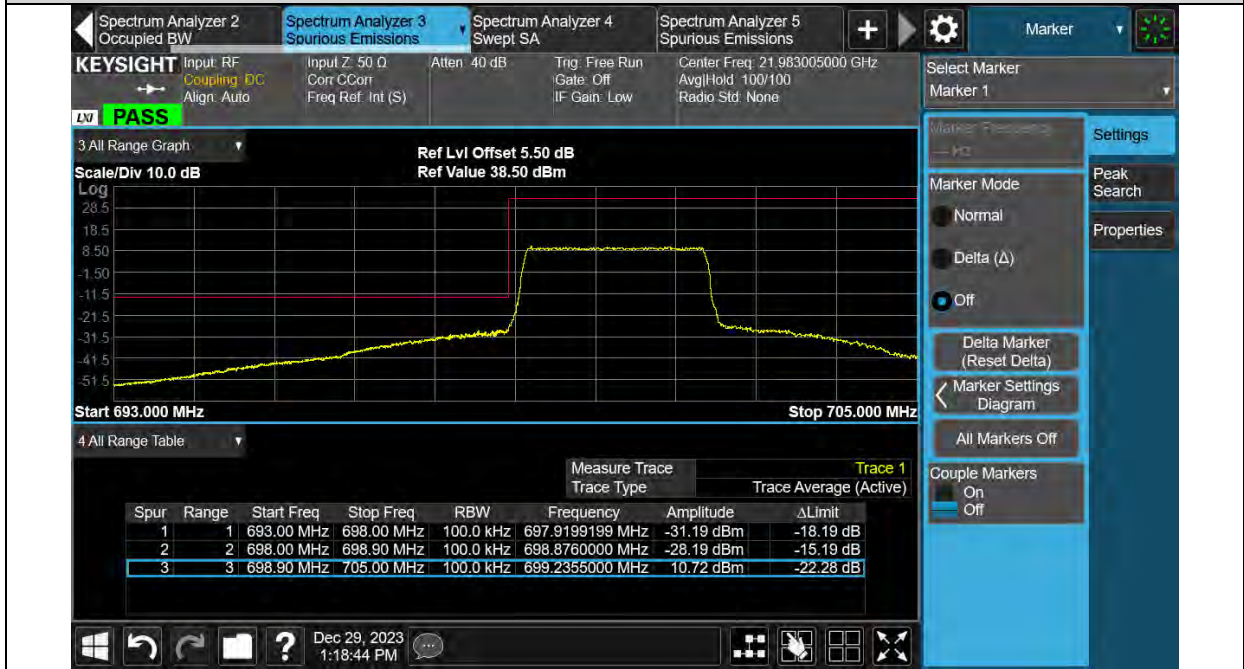 Spectrum Analyzer 2
Occupied BW
Spectrum Analyzer 3
Spurious Emissions
Spectrum Analyzer 4
Swept SA
Spectrum Analyzer 5
Spurious Emissions
+
Marker
KEYSIGHT
Input: RF
Coupling: DC
Align: Auto
Input Z: 50 Ω
Corr CCorr
Freq Ref: Int (S)
Atten: 40 dB
Trig: Free Run
Gate: Off
IF Gain: Low
Center Freq: 21.983005000 GHz
Avg|Hold: 100/100
Radio Std: None
LXI PASS
Select Marker
Marker 1
Marker Frequency
--- Hz
Settings
Peak Search
Properties
Marker Mode
Normal
Delta (Δ)
Off
Delta Marker
(Reset Delta)
Marker Settings
Diagram
All Markers Off
Couple Markers
On
Off
3 All Range Graph
Ref Lvl Offset 5.50 dB
Scale/Div 10.0 dB
Ref Value 38.50 dBm
Log
28.5
18.5
8.50
-1.50
-11.5
-21.5
-31.5
-41.5
-51.5
Start 693.000 MHz
Stop 705.000 MHz
4 All Range Table
Measure Trace Trace 1
Trace Type Trace Average (Active)
Spur Range Start Freq Stop Freq RBW Frequency Amplitude ΔLimit
1 1 693.00 MHz 698.00 MHz 100.0 kHz 697.9199199 MHz -31.19 dBm -18.19 dB
2 2 698.00 MHz 698.90 MHz 100.0 kHz 698.8760000 MHz -28.19 dBm -15.19 dB
3 3 698.90 MHz 705.00 MHz 100.0 kHz 699.2355000 MHz 10.72 dBm -22.28 dB
?
Dec 29, 2023
1:18:44 PM